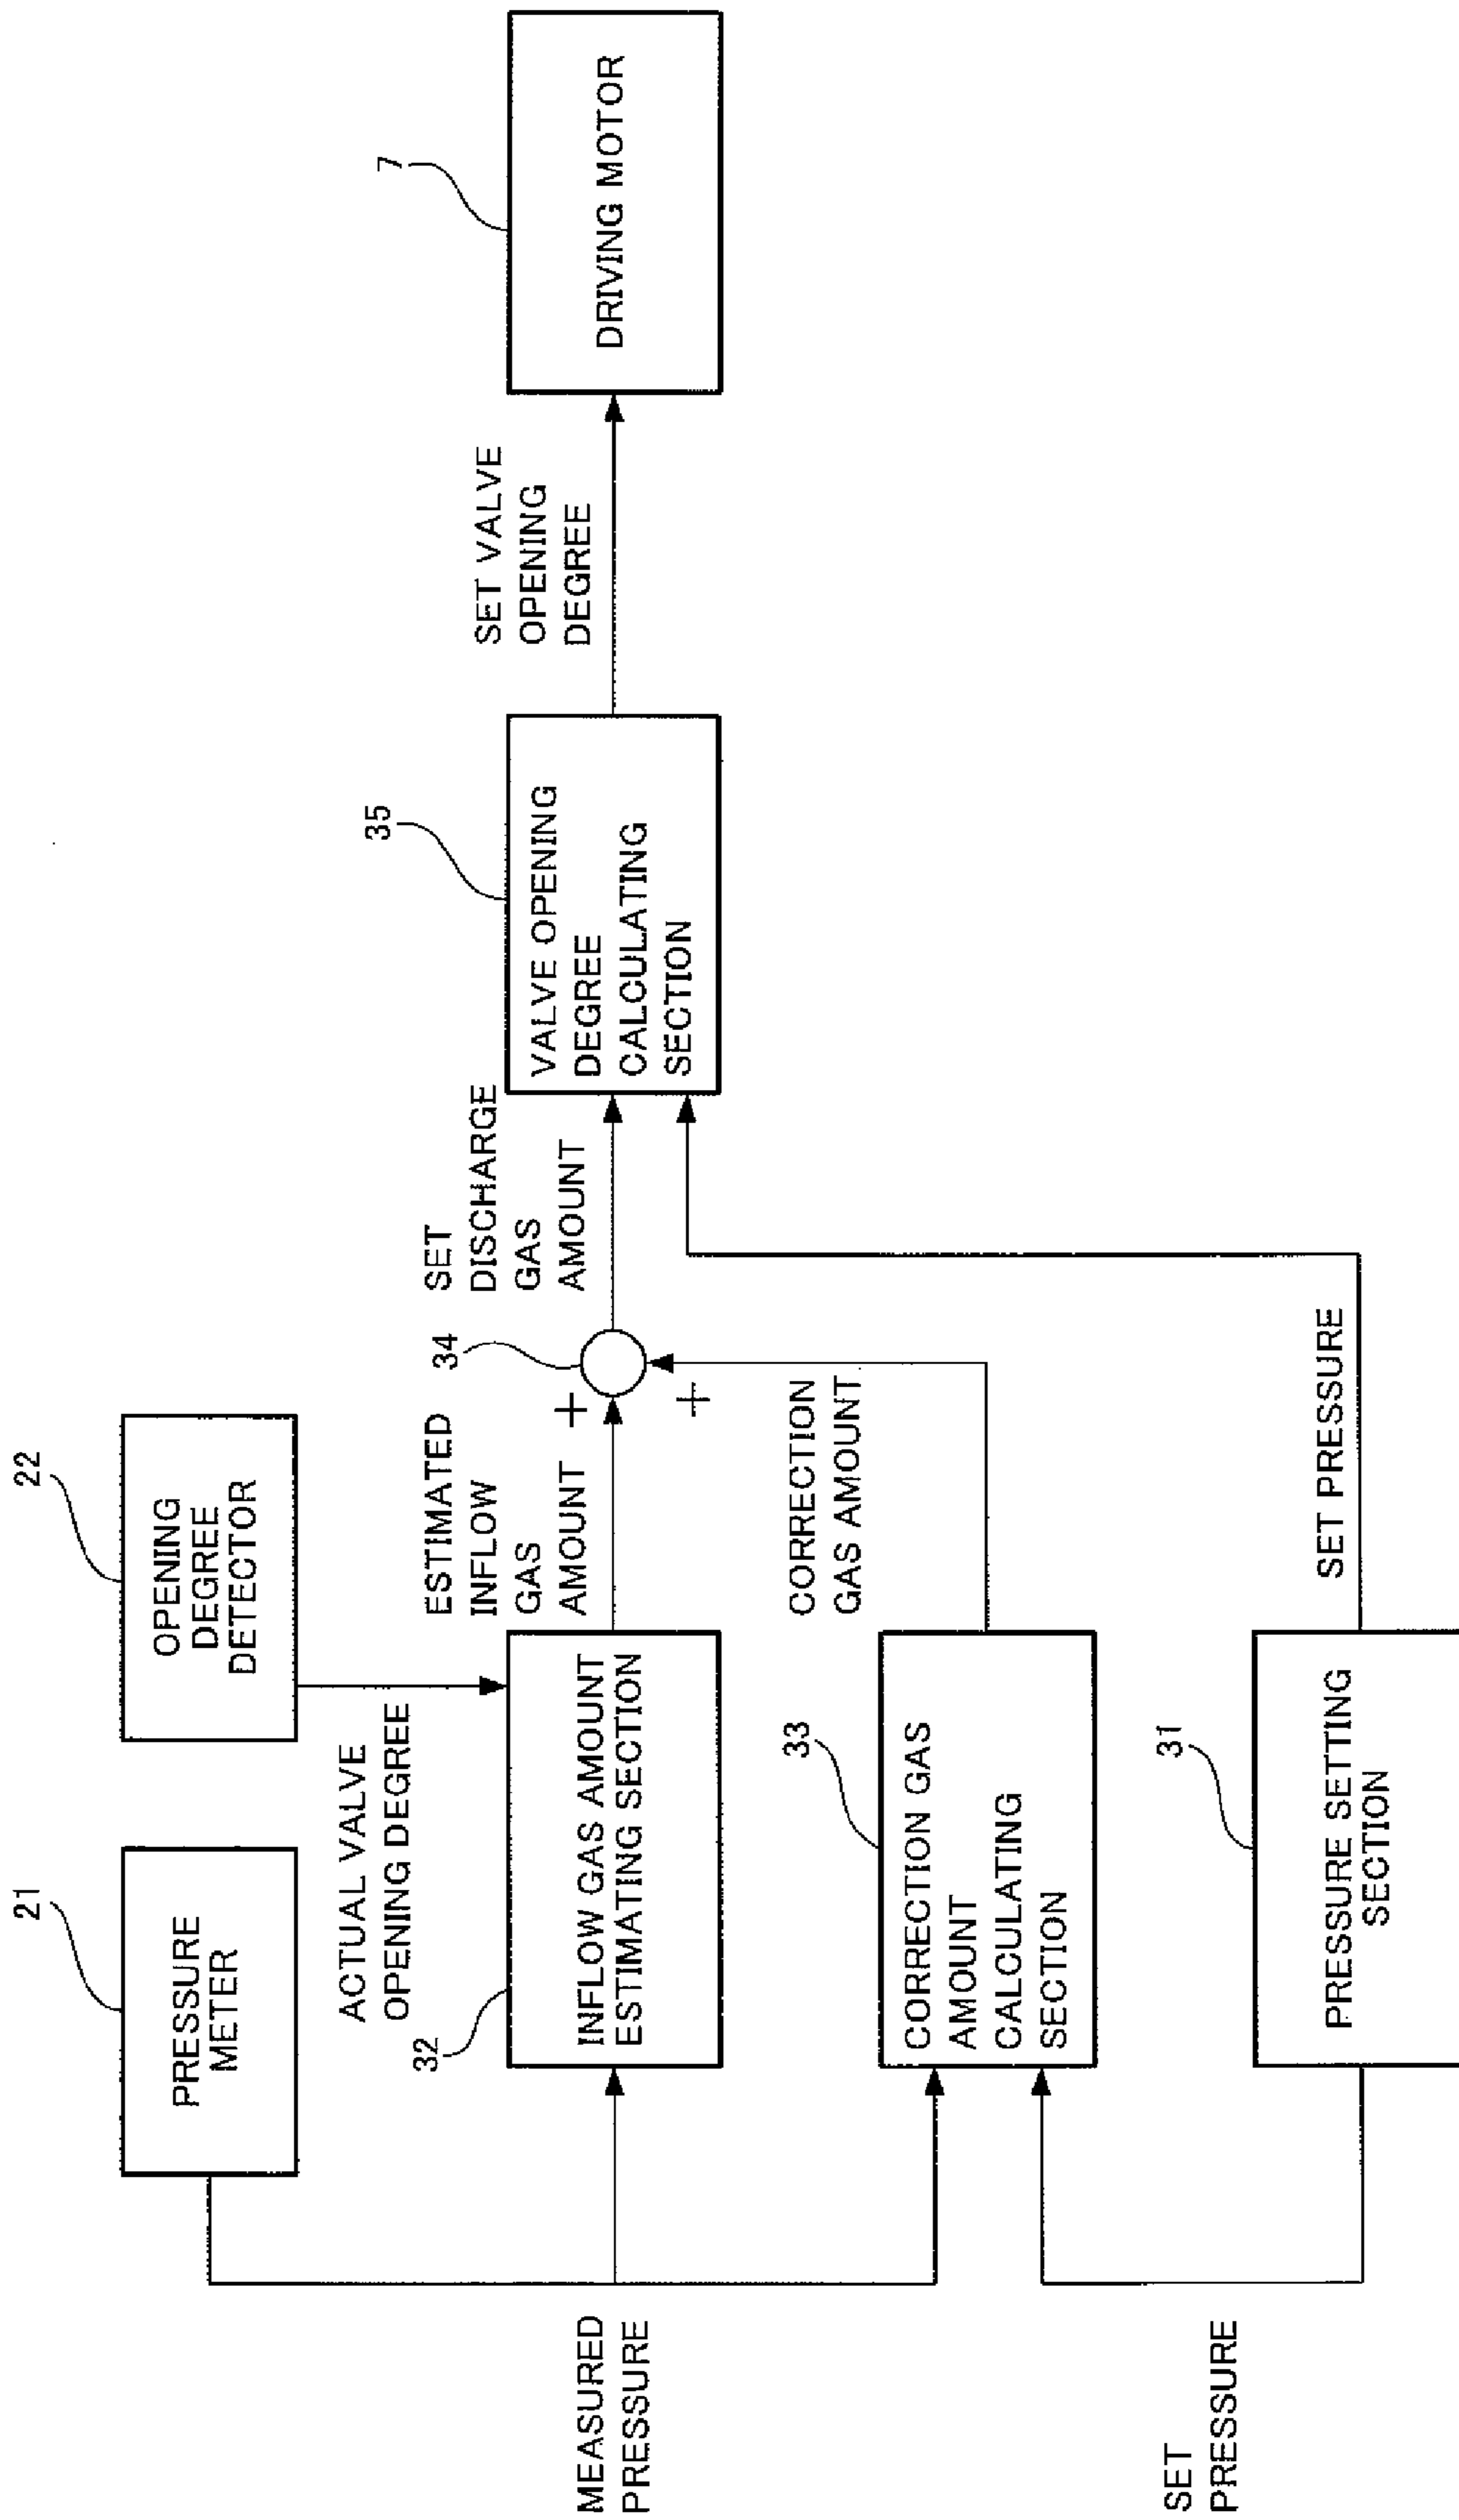 21
PRESSURE
METER
22
OPENING
DEGREE
DETECTOR
ACTUAL VALVE
OPENING DEGREE
32
INFLOW GAS AMOUNT
ESTIMATING SECTION
ESTIMATED
INFLOW
GAS
AMOUNT
+
+
34
SET
DISCHARGE
GAS
AMOUNT
35
VALVE OPENING
DEGREE
CALCULATING
SECTION
SET VALVE
OPENING
DEGREE
7
DRIVING MOTOR
MEASURED
PRESSURE
33
CORRECTION GAS
AMOUNT
CALCULATING
SECTION
CORRECTION
GAS AMOUNT
SET
PRESSURE
31
PRESSURE SETTING
SECTION
SET PRESSURE